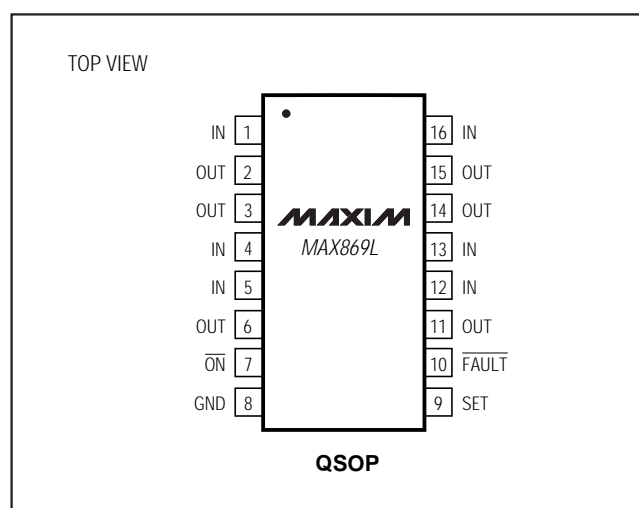 TOP VIEW
IN 1
OUT 2
OUT 3
IN 4
IN 5
OUT 6
ON 7
GND 8
MAXIM
MAX869L
16 IN
15 OUT
14 OUT
13 IN
12 IN
11 OUT
10 FAULT
9 SET
QSOP